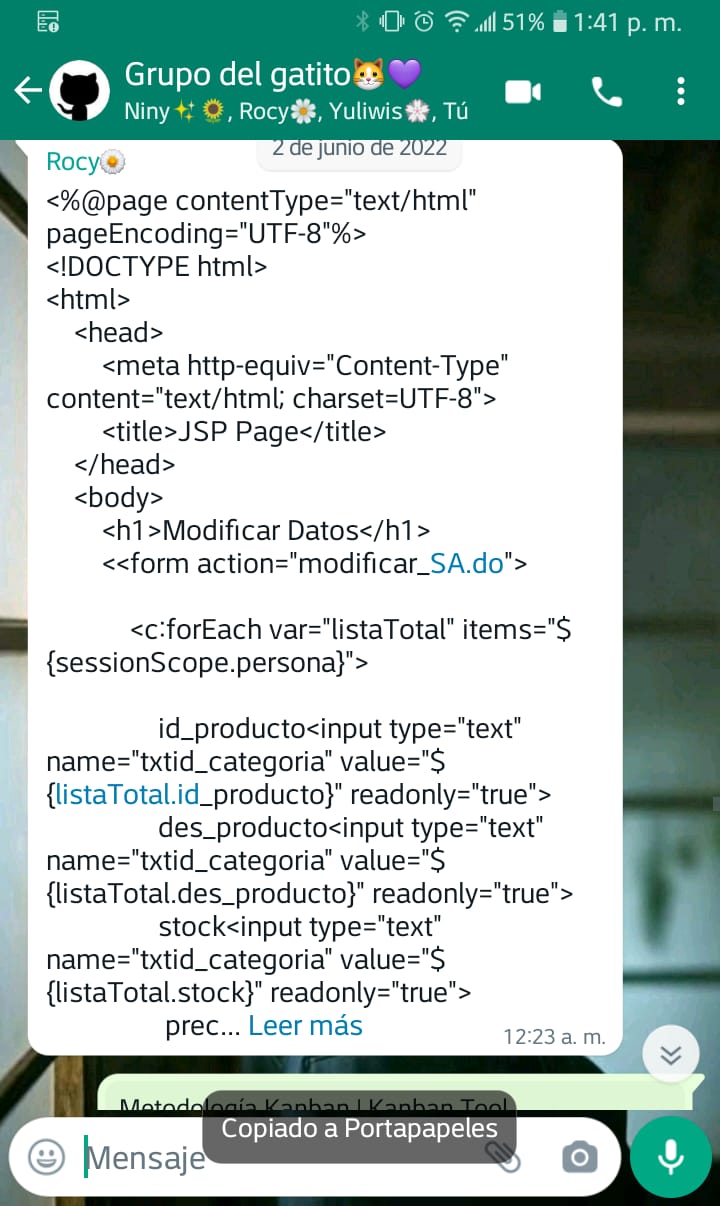 51% 1:41 p. m.
Grupo del gatito🐱💜
Niny✨🌻, Rocy🌼, Yuliwis🌸, Tú
2 de junio de 2022
Rocy🌼
<%@page contentType="text/html"
pageEncoding="UTF-8"%>
<!DOCTYPE html>
<html>
<head>
<meta http-equiv="Content-Type"
content="text/html; charset=UTF-8">
<title>JSP Page</title>
</head>
<body>
<h1>Modificar Datos</h1>
<<form action="modificar_SA.do">
<c:forEach var="listaTotal" items="$
{sessionScope.persona}">
id_producto<input type="text"
name="txtid_categoria" value="$
{listaTotal.id_producto}" readonly="true">
des_producto<input type="text"
name="txtid_categoria" value="$
{listaTotal.des_producto}" readonly="true">
stock<input type="text"
name="txtid_categoria" value="$
{listaTotal.stock}" readonly="true">
prec... Leer más
12:23 a. m.
Metodología Kanban | Kanban Tool
Copiado a Portapapeles
Mensaje